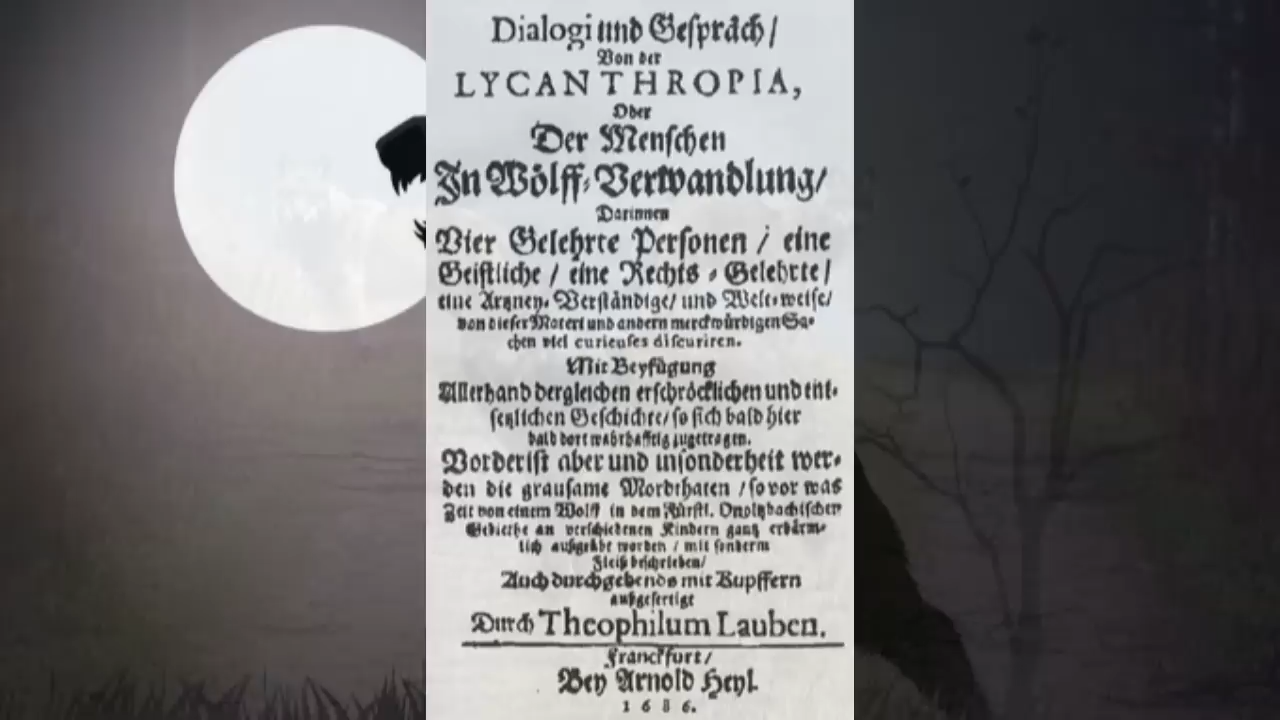 Dialogi und Geſpräch/
Von der
LYCANTHROPIA,
Oder
Der Menſchen
In Wölff-Verwandlung/
Darinnen
Vier Gelehrte Perſonen / eine
Geiſtliche / eine Rechts-Gelehrte/
eine Artzney-Verſtändige/ und Welt-weiſe/
von dieſer Materi und andern merckwürdigen Sa-
chen viel curieuſes diſcuriren.
Mit Beyfügung
Allerhand dergleichen erſchröcklichen und ent-
ſetzlichen Geſchichte/ ſo ſich bald hier
bald dort wahrhafftig zugetragen.
Vorderiſt aber und inſonderheit wer-
den die grauſame Mordthaten / ſo vor was
Zeit von einem Wolff in dem Fürſtl. Onoltzbachiſchen
Gebiethe an verſchiedenen Kindern gantz erbärm-
lich außgeübt worden / mit ſonderm
Fleiß beſchrieben/
Auch durchgehends mit Kupffern
außgefertigt
Durch Theophilum Lauben.
Franckfurt/
Bey Arnold Heyl.
1686.